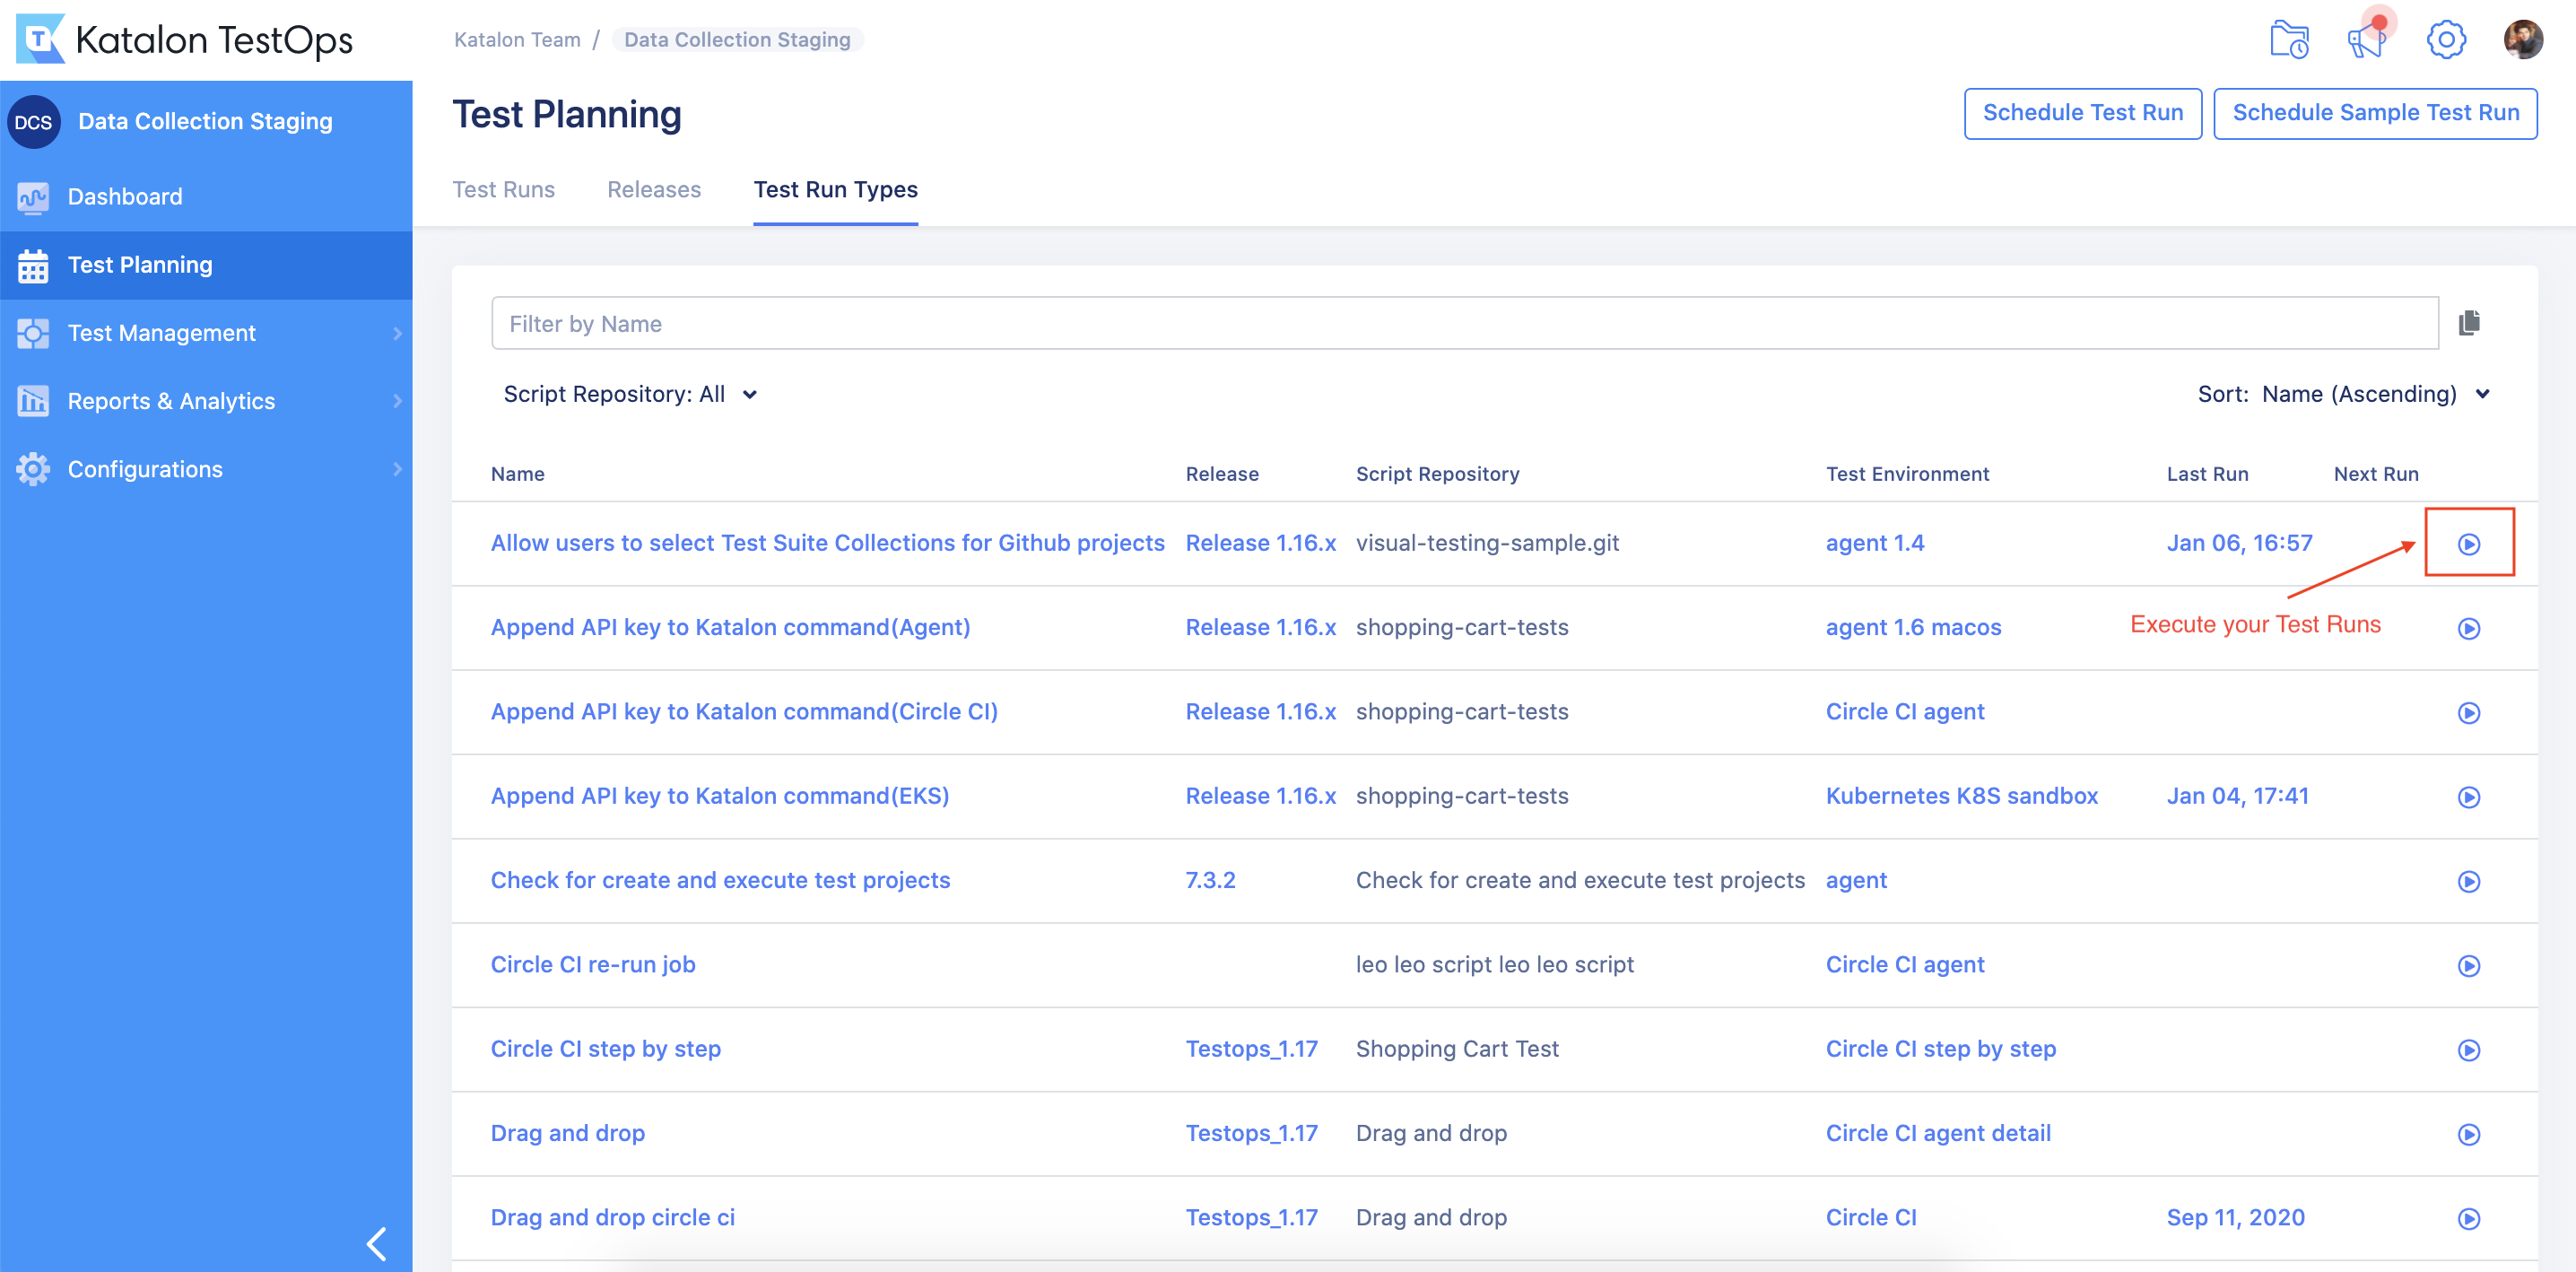 Katalon TestOps
Katalon Team / Data Collection Staging
DCS Data Collection Staging
Dashboard
Test Planning
Test Management
Reports & Analytics
Configurations
Test Planning
Schedule Test Run
Schedule Sample Test Run
Test Runs
Releases
Test Run Types
Filter by Name
Script Repository: All
Sort: Name (Ascending)
Name Release Script Repository Test Environment Last Run Next Run
Allow users to select Test Suite Collections for Github projects Release 1.16.x visual-testing-sample.git agent 1.4 Jan 06, 16:57
Execute your Test Runs
Append API key to Katalon command(Agent) Release 1.16.x shopping-cart-tests agent 1.6 macos
Append API key to Katalon command(Circle CI) Release 1.16.x shopping-cart-tests Circle CI agent
Append API key to Katalon command(EKS) Release 1.16.x shopping-cart-tests Kubernetes K8S sandbox Jan 04, 17:41
Check for create and execute test projects 7.3.2 Check for create and execute test projects agent
Circle CI re-run job leo leo script leo leo script Circle CI agent
Circle CI step by step Testops_1.17 Shopping Cart Test Circle CI step by step
Drag and drop Testops_1.17 Drag and drop Circle CI agent detail
Drag and drop circle ci Testops_1.17 Drag and drop Circle CI Sep 11, 2020